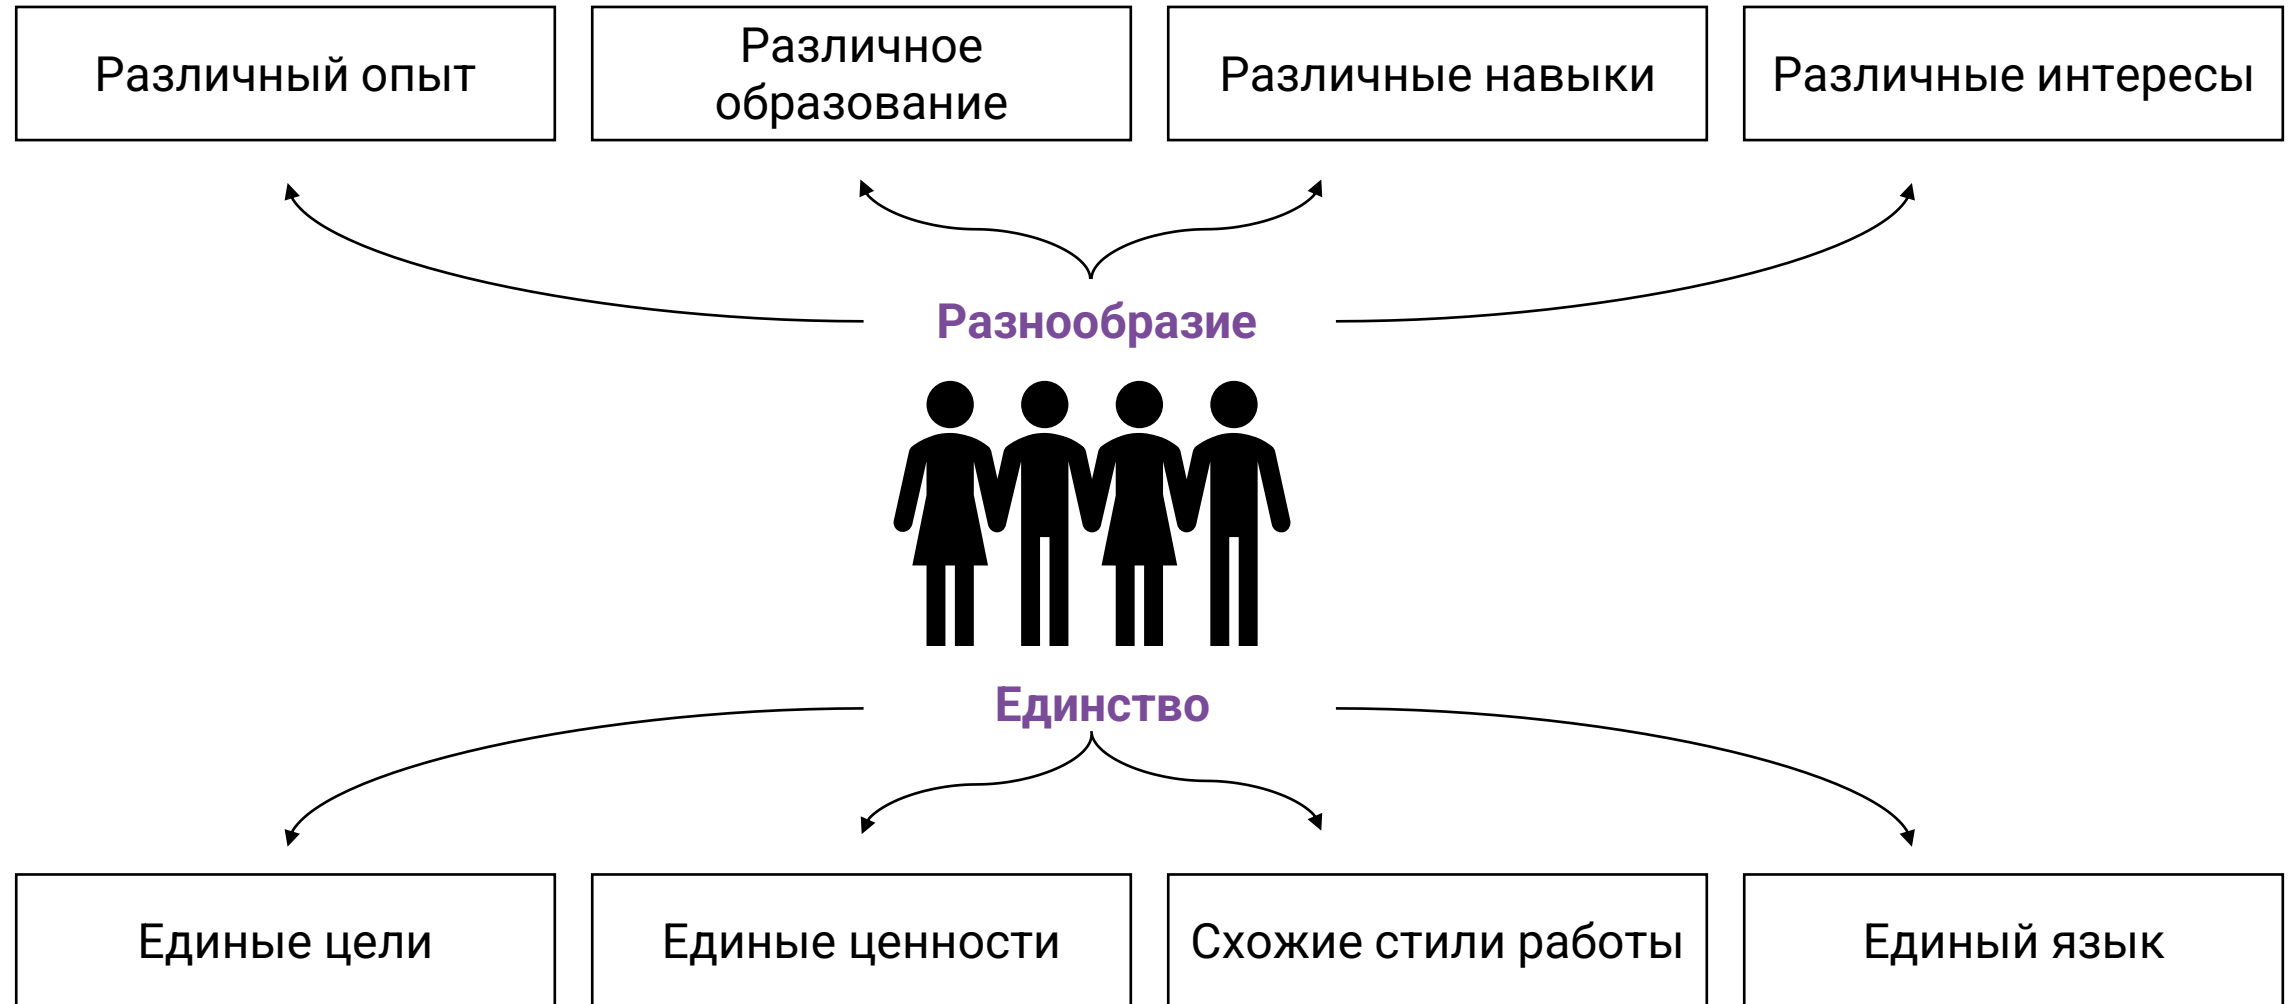 Различный опыт
Различное
образование
Различные навыки
Различные интересы
Разнообразие
Единство
Единые цели
Единые ценности
Схожие стили работы
Единый язык